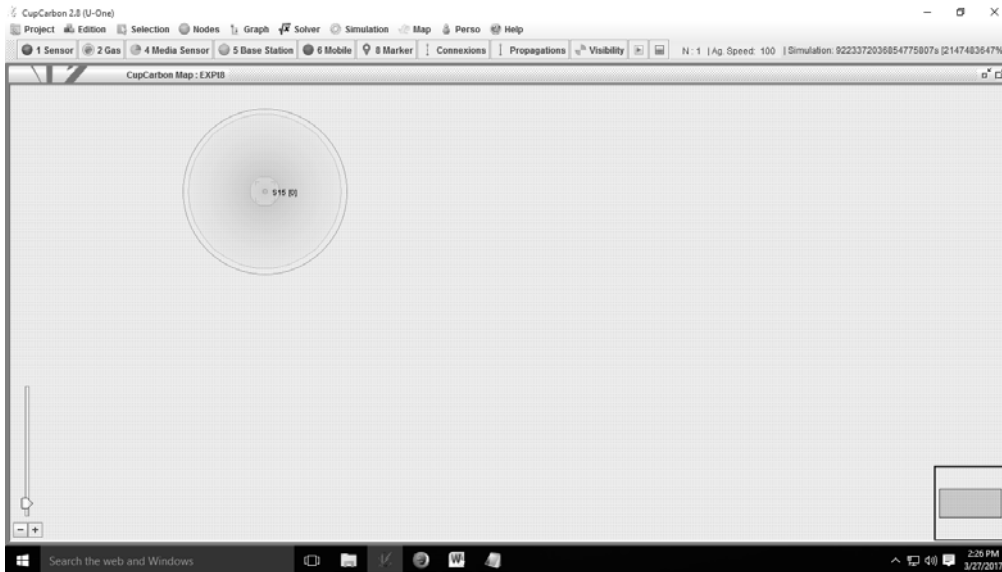 CupCarbon 2.8 (U-One)
Project Edition Selection Nodes Graph Solver Simulation Map Perso Help
1 Sensor 2 Gas 4 Media Sensor 5 Base Station 6 Mobile 8 Marker Connexions Propagations Visibility N : 1 | Ag. Speed: 100 | Simulation: 9223372036854775807s [2147483647%
CupCarbon Map : EXPt8
S15 [0]
Search the web and Windows
2:26 PM
3/27/2017